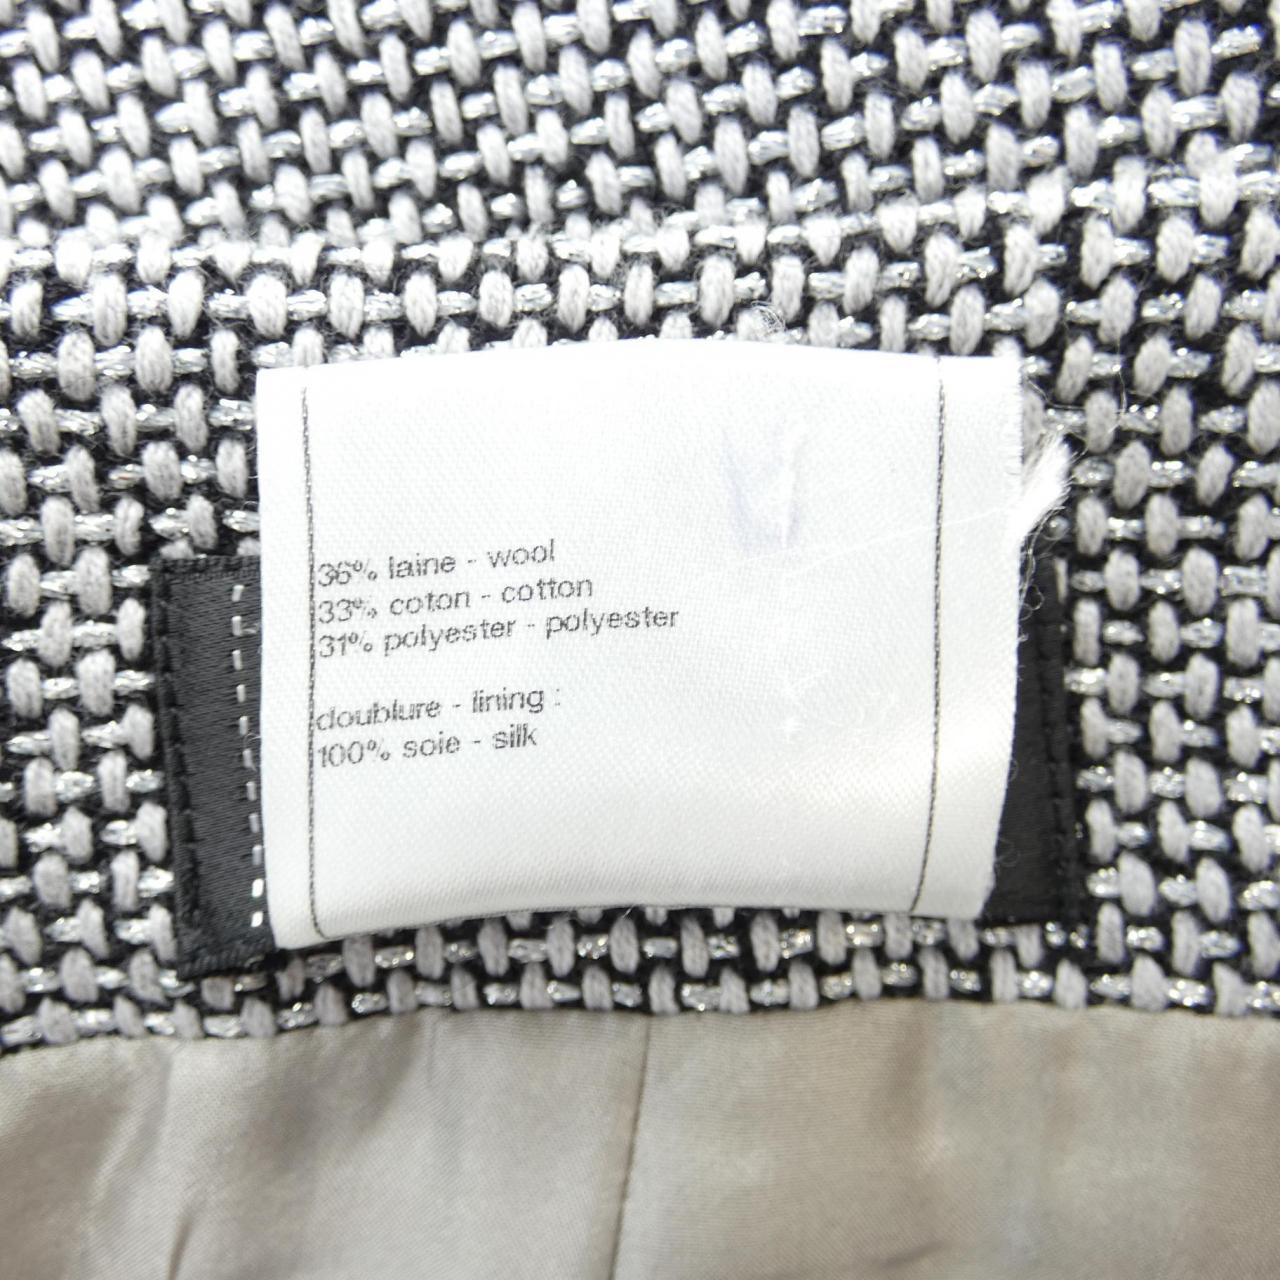 36% laine - wool
33% coton - cotton
31% polyester - polyester
doublure - lining :
100% soie - silk